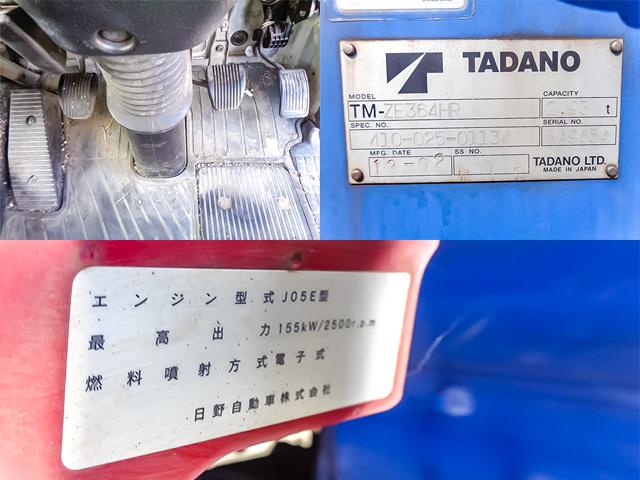 TADANO
MODEL
TM-ZE364HR
CAPACITY
2.93 t
SPEC. NO.
SERIAL NO.
MFG. DATE
SS NO.
TADANO LTD.
MADE IN JAPAN
エンジン型式J05E型
最高出力155kW/2500r.p.m
燃料噴射方式電子式
日野自動車株式会社